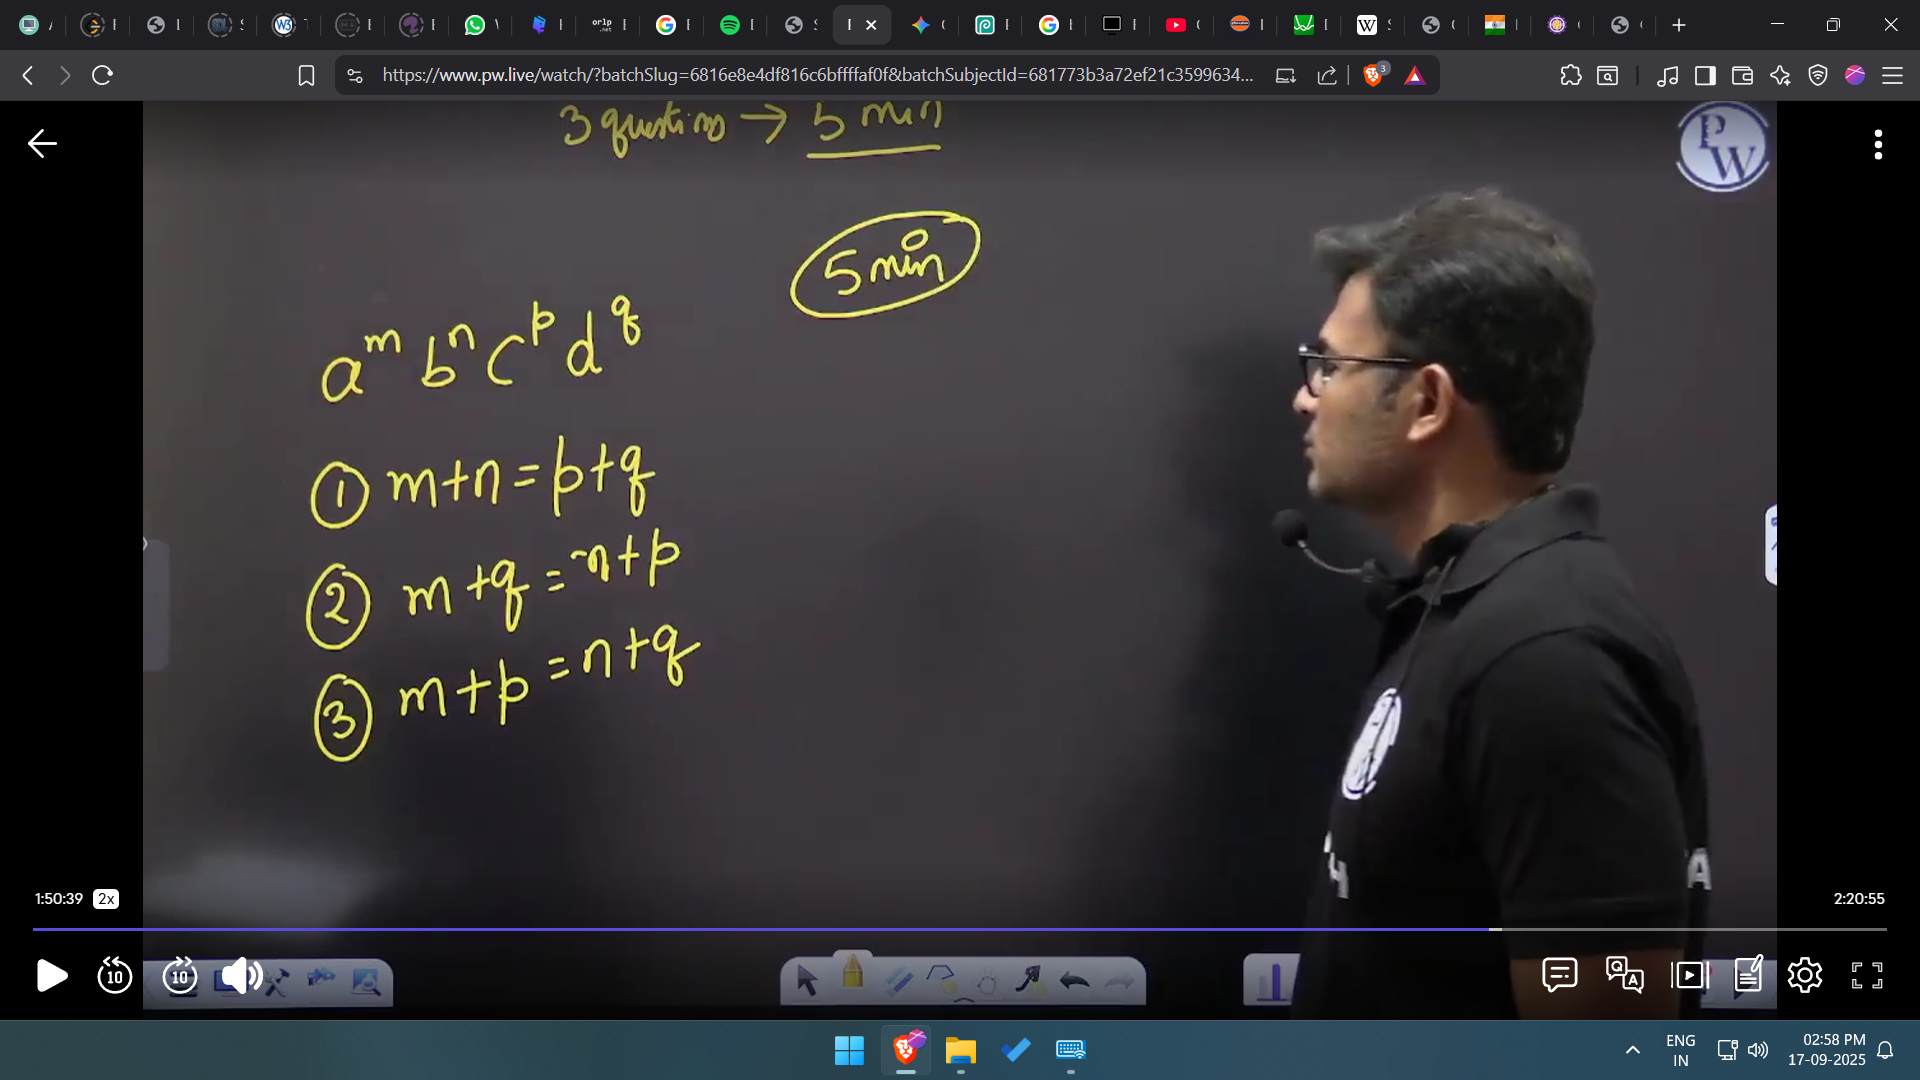 https://www.pw.live/watch/?batchSlug=6816e8e4df816c6bffffaf0f&batchSubjectId=681773b3a72ef21c3599634...
3
3 questions → 5 min
PW
5 min
a^m b^n c^p d^q
① m+n = p+q
② m+q = n+p
③ m+p = n+q
1:50:39 2x
2:20:55
10 10
ENG
IN
02:58 PM
17-09-2025